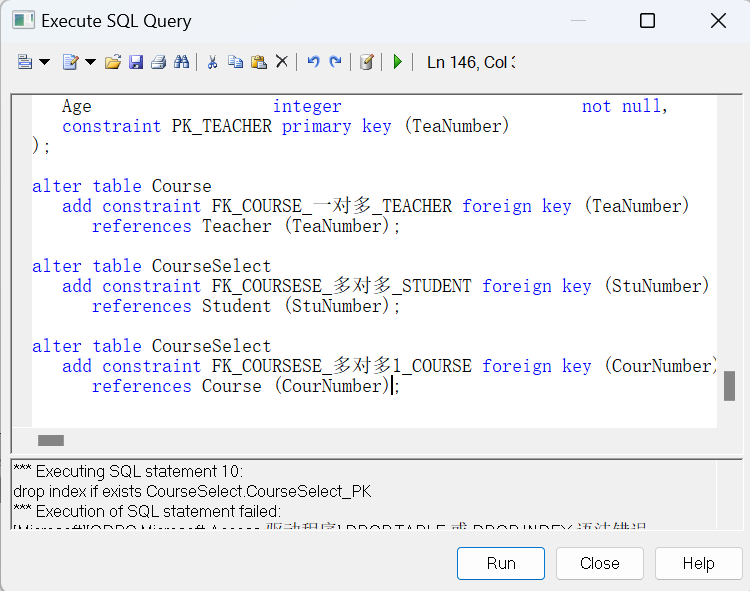 Execute SQL Query
Ln 146, Col
Age integer not null,
constraint PK_TEACHER primary key (TeaNumber)
);
alter table Course
add constraint FK_COURSE_一对多_TEACHER foreign key (TeaNumber)
references Teacher (TeaNumber);
alter table CourseSelect
add constraint FK_COURSESE_多对多_STUDENT foreign key (StuNumber)
references Student (StuNumber);
alter table CourseSelect
add constraint FK_COURSESE_多对多1_COURSE foreign key (CourNumber)
references Course (CourNumber);
*** Executing SQL statement 10:
drop index if exists CourseSelect.CourseSelect_PK
*** Execution of SQL statement failed:
[Microsoft][ODBC Microsoft Access 驱动程序] DROP TABLE 或 DROP INDEX 语法错误
Run Close Help